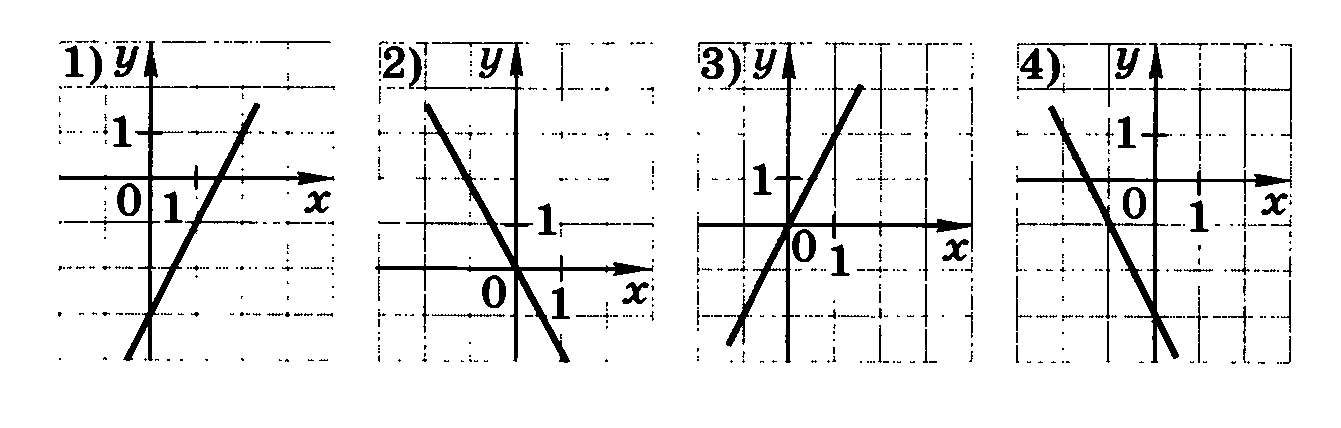 1) y 1 0 1 x
2) y 1 0 1 x
3) y 1 0 1 x
4) y 1 0 1 x